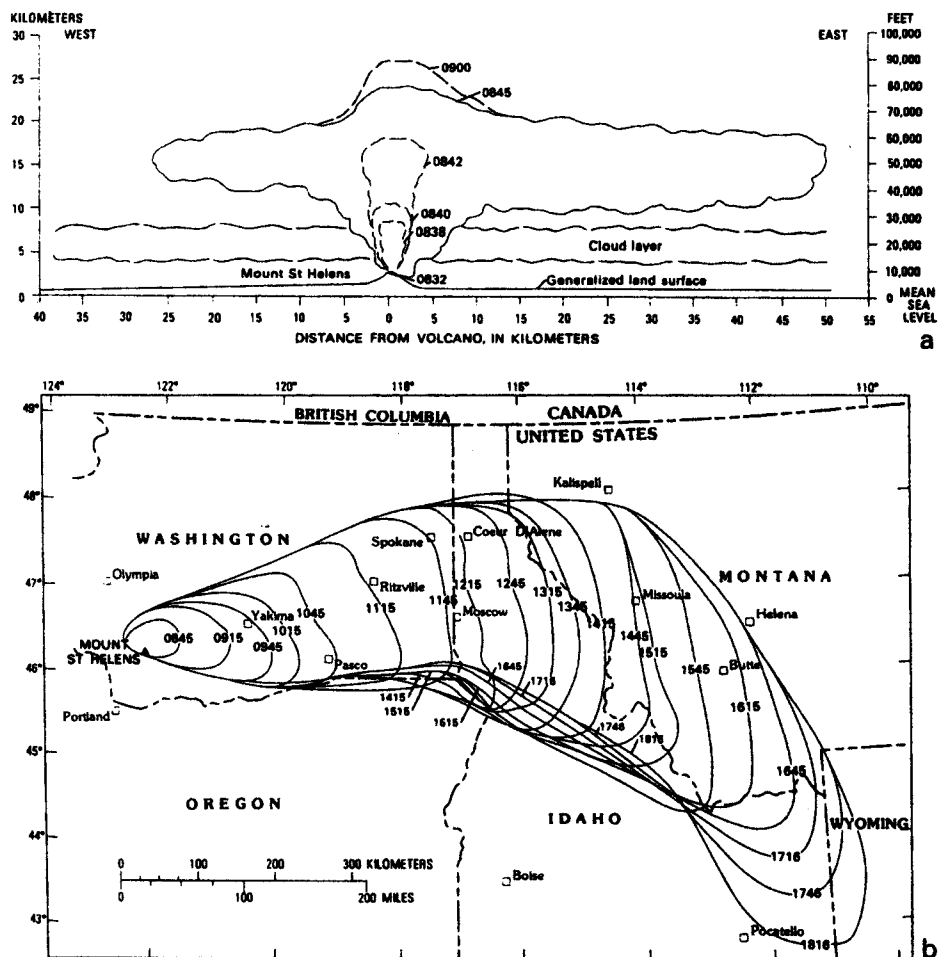 KILOMETERS
FEET
WEST
EAST
30
25
20
15
10
5
0
100,000
90,000
80,000
70,000
60,000
50,000
40,000
30,000
20,000
10,000
0
MEAN
SEA
LEVEL
0900
0845
0842
0840
0838
0832
Cloud layer
Mount St Helens
Generalized land surface
40 35 30 25 20 15 10 5 0 5 10 15 20 25 30 35 40 45 50 55
DISTANCE FROM VOLCANO, IN KILOMETERS
a
124° 122° 120° 118° 116° 114° 112° 110°
49°
48°
47°
46°
45°
44°
43°
BRITISH COLUMBIA
CANADA
UNITED STATES
Kalispell
WASHINGTON
Spokane
Coeur D'Alene
Olympia
Ritzville
MONTANA
Missoula
Helena
Yakima
Moscow
MOUNT
ST HELENS
Pasco
Butte
Portland
0845
0915
0945
1015
1045
1115
1145
1215
1245
1315
1345
1415
1445
1515
1545
1615
1645
1716
1746
1816
1415
1515
1615
1645
1715
1746
1815
OREGON
IDAHO
WYOMING
Boise
Pocatello
0 100 200 300 KILOMETERS
0 100 200 MILES
b